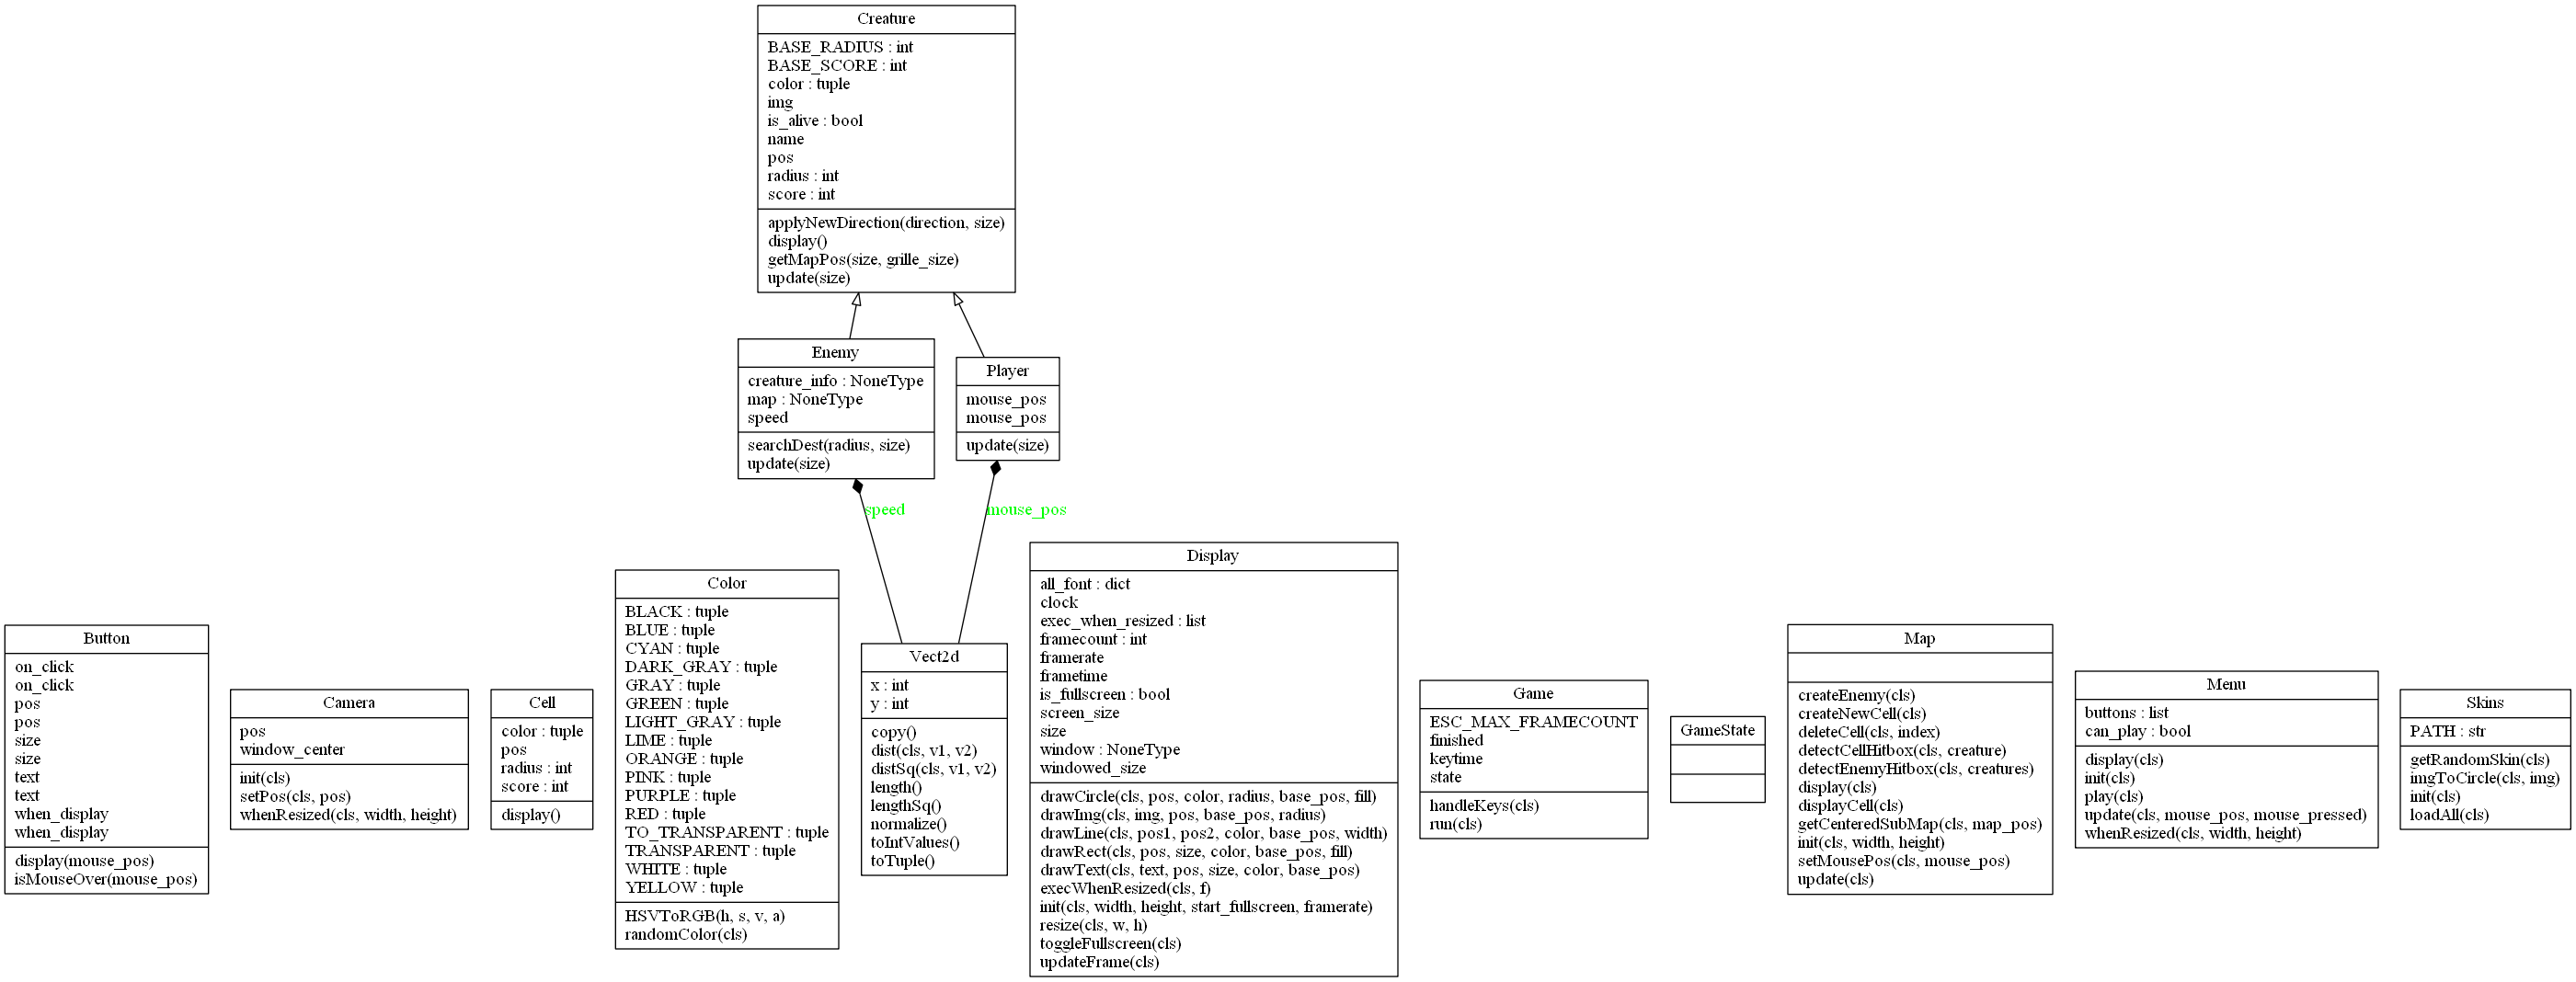 Creature
BASE_RADIUS : int
BASE_SCORE : int
color : tuple
img
is_alive : bool
name
pos
radius : int
score : int
applyNewDirection(direction, size)
display()
getMapPos(size, grille_size)
update(size)
Enemy
creature_info : NoneType
map : NoneType
speed
searchDest(radius, size)
update(size)
Player
mouse_pos
mouse_pos
update(size)
speed
mouse_pos
Button
on_click
on_click
pos
pos
size
size
text
text
when_display
when_display
display(mouse_pos)
isMouseOver(mouse_pos)
Camera
pos
window_center
init(cls)
setPos(cls, pos)
whenResized(cls, width, height)
Cell
color : tuple
pos
radius : int
score : int
display()
Color
BLACK : tuple
BLUE : tuple
CYAN : tuple
DARK_GRAY : tuple
GRAY : tuple
GREEN : tuple
LIGHT_GRAY : tuple
LIME : tuple
ORANGE : tuple
PINK : tuple
PURPLE : tuple
RED : tuple
TO_TRANSPARENT : tuple
TRANSPARENT : tuple
WHITE : tuple
YELLOW : tuple
HSVToRGB(h, s, v, a)
randomColor(cls)
Vect2d
x : int
y : int
copy()
dist(cls, v1, v2)
distSq(cls, v1, v2)
length()
lengthSq()
normalize()
toIntValues()
toTuple()
Display
all_font : dict
clock
exec_when_resized : list
framecount : int
framerate
frametime
is_fullscreen : bool
screen_size
size
window : NoneType
windowed_size
drawCircle(cls, pos, color, radius, base_pos, fill)
drawImg(cls, img, pos, base_pos, radius)
drawLine(cls, pos1, pos2, color, base_pos, width)
drawRect(cls, pos, size, color, base_pos, fill)
drawText(cls, text, pos, size, color, base_pos)
execWhenResized(cls, f)
init(cls, width, height, start_fullscreen, framerate)
resize(cls, w, h)
toggleFullscreen(cls)
updateFrame(cls)
Game
ESC_MAX_FRAMECOUNT
finished
keytime
state
handleKeys(cls)
run(cls)
GameState
Map
createEnemy(cls)
createNewCell(cls)
deleteCell(cls, index)
detectCellHitbox(cls, creature)
detectEnemyHitbox(cls, creatures)
display(cls)
displayCell(cls)
getCenteredSubMap(cls, map_pos)
init(cls, width, height)
setMousePos(cls, mouse_pos)
update(cls)
Menu
buttons : list
can_play : bool
display(cls)
init(cls)
play(cls)
update(cls, mouse_pos, mouse_pressed)
whenResized(cls, width, height)
Skins
PATH : str
getRandomSkin(cls)
imgToCircle(cls, img)
init(cls)
loadAll(cls)